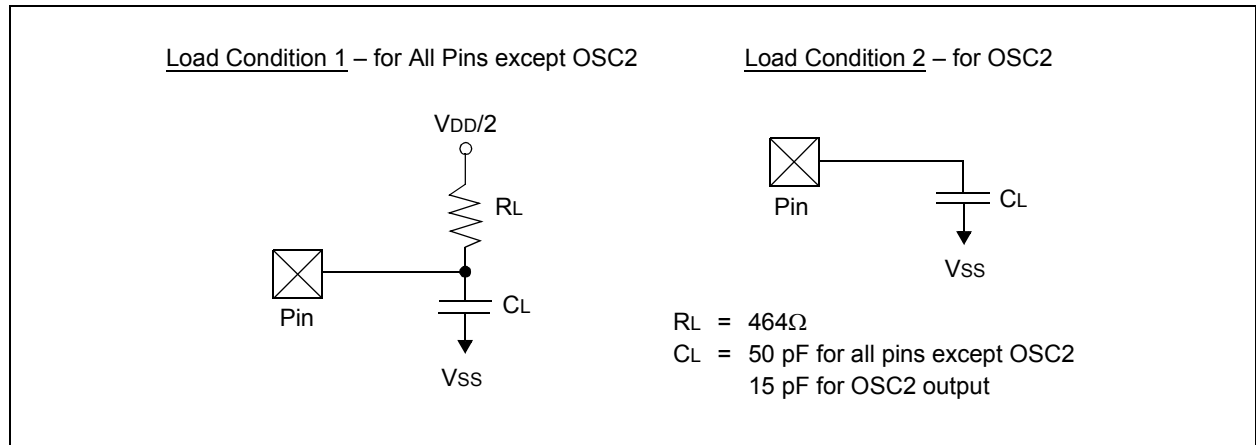 Load Condition 1 – for All Pins except OSC2
VDD/2
RL
Pin
CL
VSS
Load Condition 2 – for OSC2
Pin
CL
VSS
RL = 464Ω
CL = 50 pF for all pins except OSC2
15 pF for OSC2 output